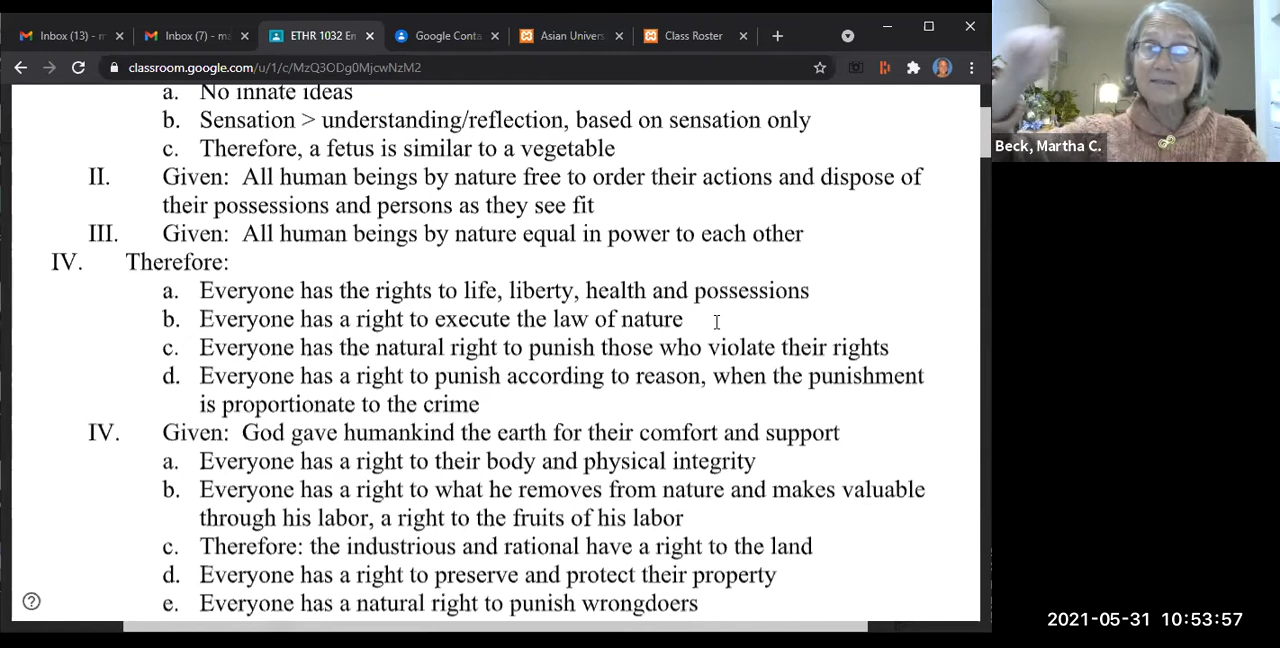 Inbox (13) - m
Inbox (7) - ma
ETHR 1032 En
Google Conta
Asian Univers
Class Roster
classroom.google.com/u/1/c/MzQ3ODg0MjcwNzM2
a. No innate ideas
b. Sensation > understanding/reflection, based on sensation only
c. Therefore, a fetus is similar to a vegetable
II. Given: All human beings by nature free to order their actions and dispose of
their possessions and persons as they see fit
III. Given: All human beings by nature equal in power to each other
IV. Therefore:
a. Everyone has the rights to life, liberty, health and possessions
b. Everyone has a right to execute the law of nature
c. Everyone has the natural right to punish those who violate their rights
d. Everyone has a right to punish according to reason, when the punishment
is proportionate to the crime
IV. Given: God gave humankind the earth for their comfort and support
a. Everyone has a right to their body and physical integrity
b. Everyone has a right to what he removes from nature and makes valuable
through his labor, a right to the fruits of his labor
c. Therefore: the industrious and rational have a right to the land
d. Everyone has a right to preserve and protect their property
e. Everyone has a natural right to punish wrongdoers
Beck, Martha C.
2021-05-31 10:53:57